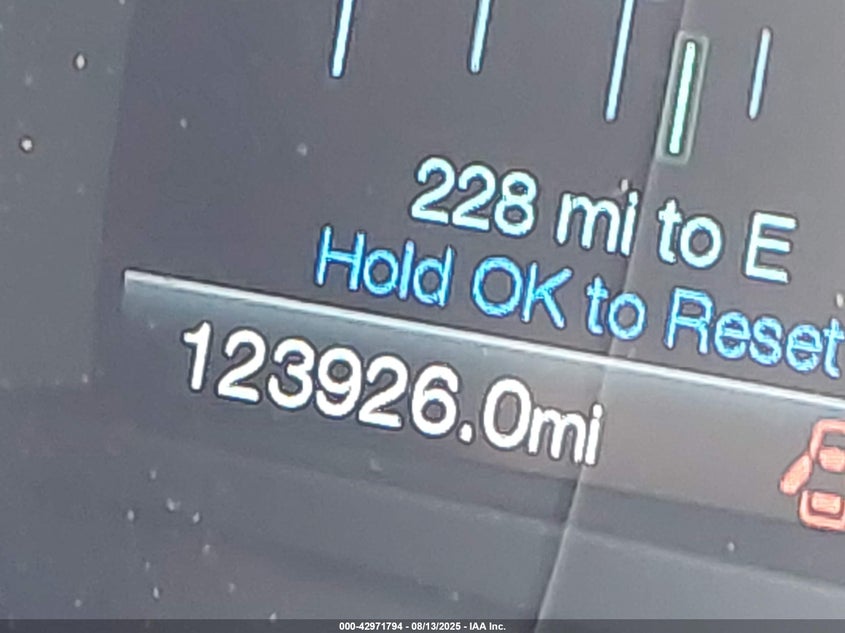 228 mi to E
Hold OK to Reset
123926.0mi
000-42971794 - 08/13/2025 - IAA Inc.